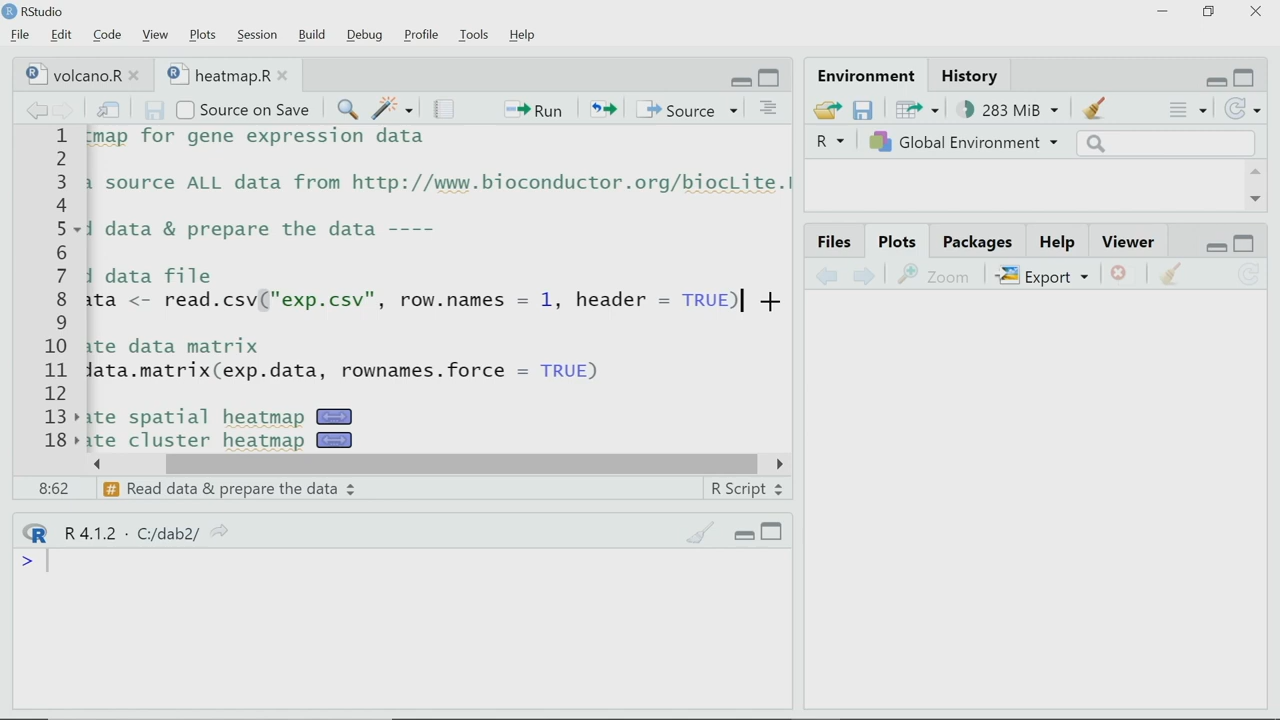 RStudio
File Edit Code View Plots Session Build Debug Profile Tools Help
volcano.R heatmap.R
Source on Save Run Source
1 tmap for gene expression data
2
3 a source ALL data from http://www.bioconductor.org/biocLite.
4
5 d data & prepare the data ----
6
7 d data file
8 ata <- read.csv("exp.csv", row.names = 1, header = TRUE)
9
10 ate data matrix
11 data.matrix(exp.data, rownames.force = TRUE)
12
13 ate spatial heatmap
18 ate cluster heatmap
8:62 # Read data & prepare the data R Script
R 4.1.2 · C:/dab2/
>
Environment History
283 MiB
R Global Environment
Files Plots Packages Help Viewer
Zoom Export